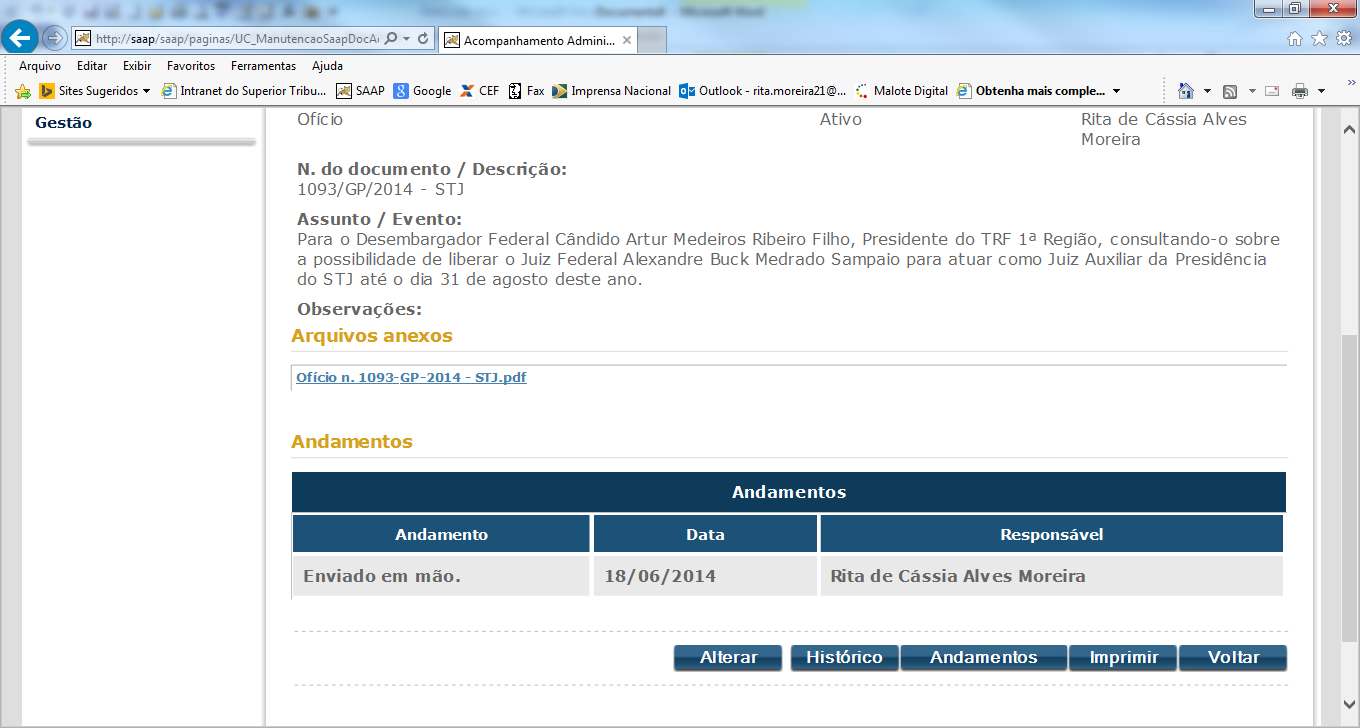 http://saap/saap/paginas/UC_ManutencaoSaapDocAc
Acompanhamento Admini...
Arquivo Editar Exibir Favoritos Ferramentas Ajuda
Sites Sugeridos Intranet do Superior Tribu... SAAP Google CEF Fax Imprensa Nacional Outlook - rita.moreira21@... Malote Digital Obtenha mais comple...
Gestão
Ofício Ativo Rita de Cássia Alves
Moreira
N. do documento / Descrição:
1093/GP/2014 - STJ
Assunto / Evento:
Para o Desembargador Federal Cândido Artur Medeiros Ribeiro Filho, Presidente do TRF 1ª Região, consultando-o sobre
a possibilidade de liberar o Juiz Federal Alexandre Buck Medrado Sampaio para atuar como Juiz Auxiliar da Presidência
do STJ até o dia 31 de agosto deste ano.
Observações:
Arquivos anexos
Ofício n. 1093-GP-2014 - STJ.pdf
Andamentos
Andamentos
Andamento Data Responsável
Enviado em mão. 18/06/2014 Rita de Cássia Alves Moreira
Alterar Histórico Andamentos Imprimir Voltar